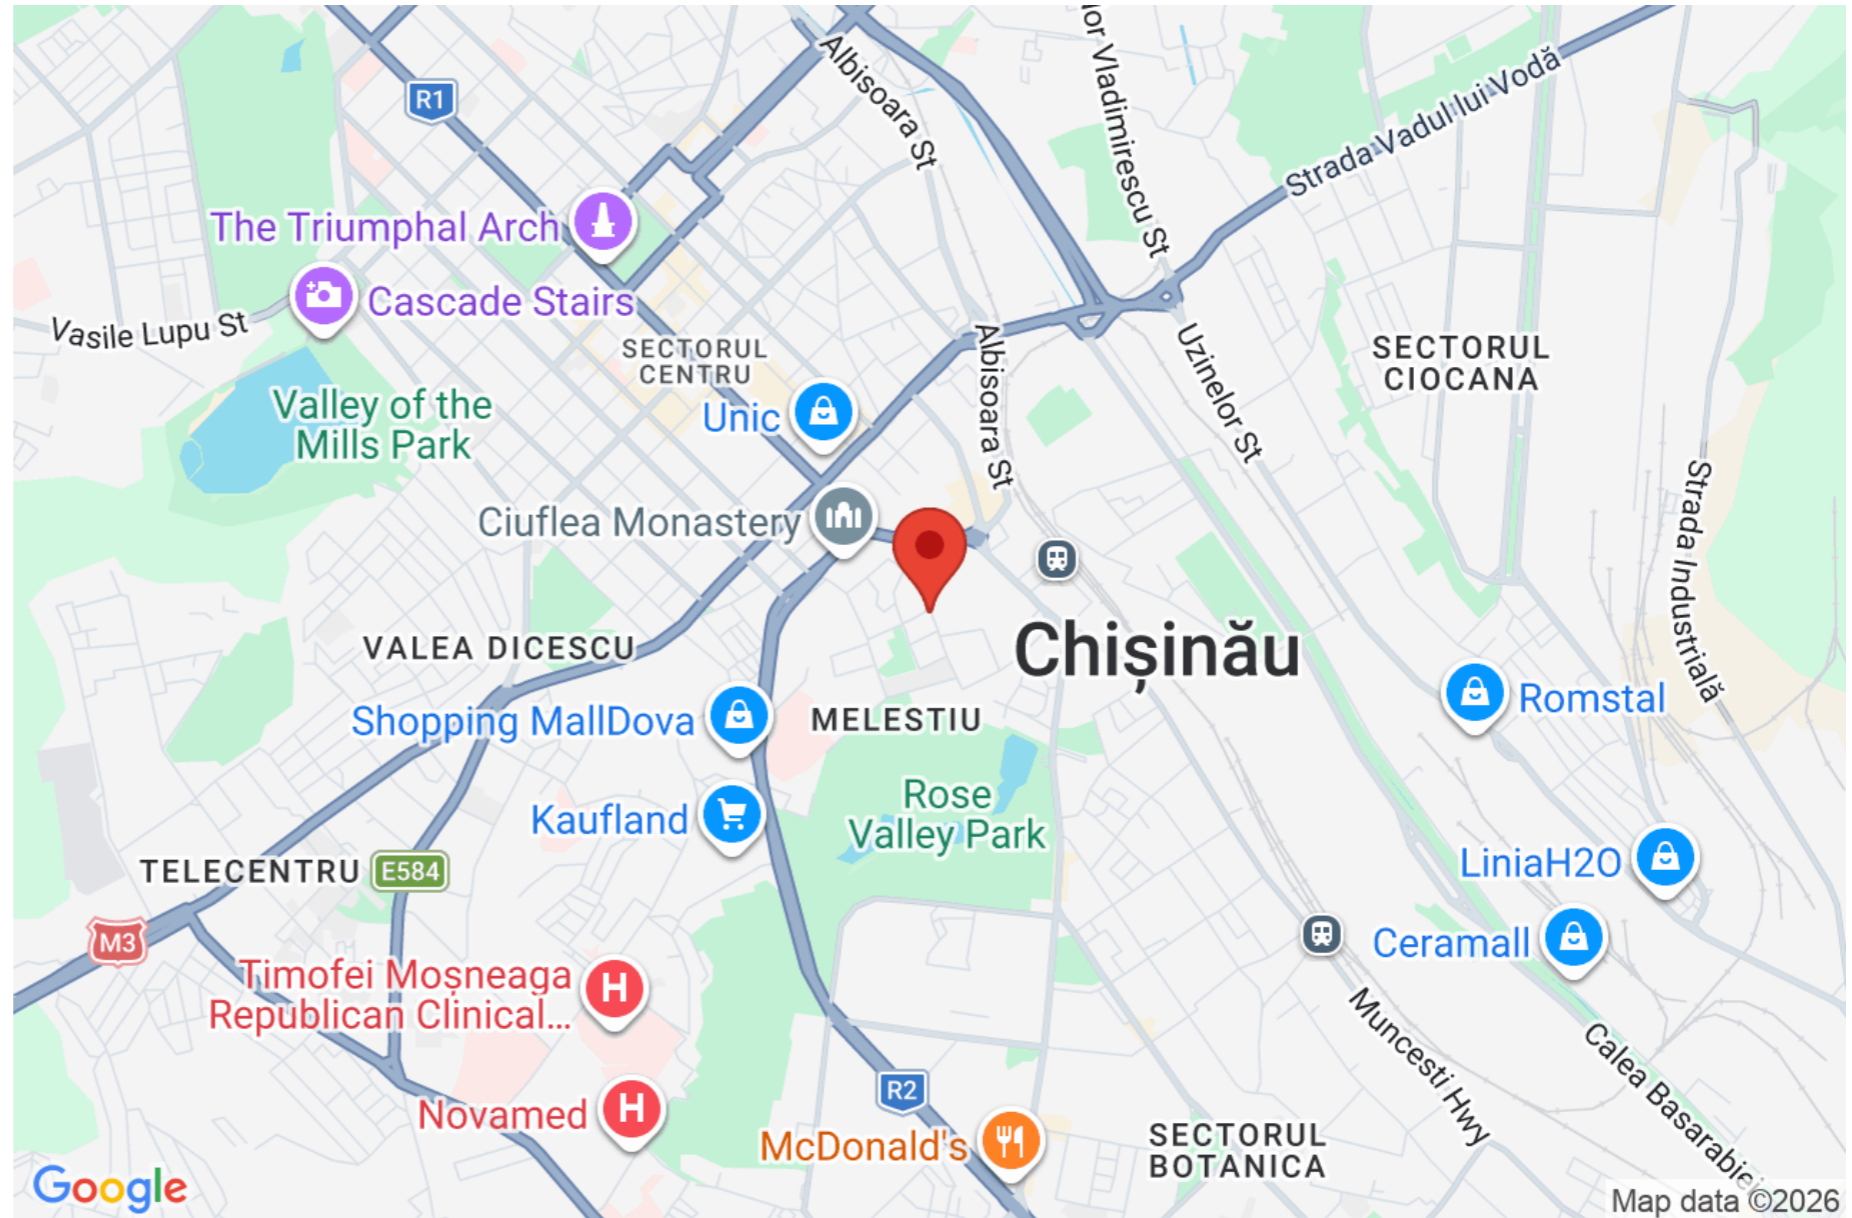 Albisoara St
or Vladimirescu St
Strada Vadul lui Vodă
R1
The Triumphal Arch
Cascade Stairs
Vasile Lupu St
SECTORUL
CENTRU
Albisoara St
Uzinelor St
SECTORUL
CIOCANA
Valley of the
Mills Park
Unic
Ciuflea Monastery
Strada Industrială
VALEA DICESCU
Chișinău
Shopping MallDova
MELESTIU
Romstal
Kaufland
Rose
Valley Park
TELECENTRU
E584
LiniaH2O
M3
Ceramall
Timofei Moșneaga
Republican Clinical...
Muncesti Hwy
Calea Basarabiei
R2
Novamed
McDonald's
SECTORUL
BOTANICA
Google
Map data ©2026